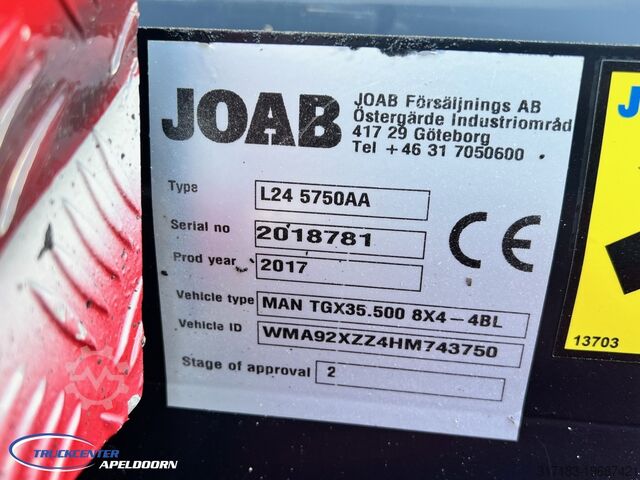 JOAB
JOAB Försäljnings AB
Östergärde Industriområd
417 29 Göteborg
Tel +46 31 7050600
Type L24 5750AA
Serial no 2018781
Prod year 2017
Vehicle type MAN TGX35.500 8X4-4BL
Vehicle ID WMA92XZZ4HM743750
Stage of approval 2
CE
J
13703
TRUCKCENTER
APELDOORN